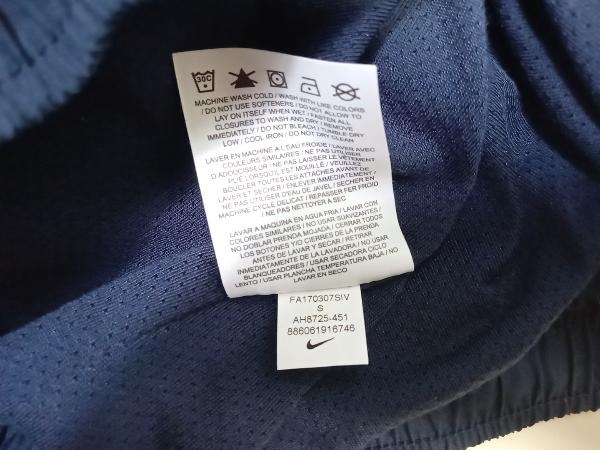 30C
MACHINE WASH COLD / WASH WITH LIKE COLORS
/ DO NOT USE SOFTENERS / DO NOT ALLOW TO
LAY ON ITSELF WHEN WET / FASTEN ALL
CLOSURES TO WASH AND DRY / REMOVE
IMMEDIATELY / DO NOT BLEACH / TUMBLE DRY
LOW / COOL IRON / DO NOT DRY CLEAN
LAVER EN MACHINE A L'EAU FROIDE / LAVER AVEC
COULEURS SIMILAIRES / NE PAS UTILISER
D'ADOUCISSEUR / NE PAS LAISSER LE VÊTEMENT
PLIÉ LORSQU'IL EST MOUILLÉ / VEUILLEZ
BOUCLER TOUTES LES ATTACHES AVANT DE
LAVER ET SÉCHER / ENLEVER IMMÉDIATEMENT /
NE PAS UTILISER D'EAU DE JAVEL / SECHER EN
MACHINE CYCLE DELICAT / REPASSER FER FROID
/ NE PAS NETTOYER A SEC
LAVAR A MAQUINA EN AGUA FRIA / LAVAR CON
COLORES SIMILARES / NO USAR SUAVIZANTES /
NO DOBLAR PRENDA MOJADA / CERRAR TODOS
LOS BOTONES Y/O CIERRES DE LA PRENDA
ANTES DE LAVAR Y SECAR / RETIRAR
INMEDIATAMENTE DE LA LAVADORA / NO USAR
BLANQUEADORES / USAR SECADORA CICLO
LENTO / USAR PLANCHA TEMPERATURA BAJA / NO
LAVAR EN SECO
FA170307SIV
S
AH8725-451
886061916746